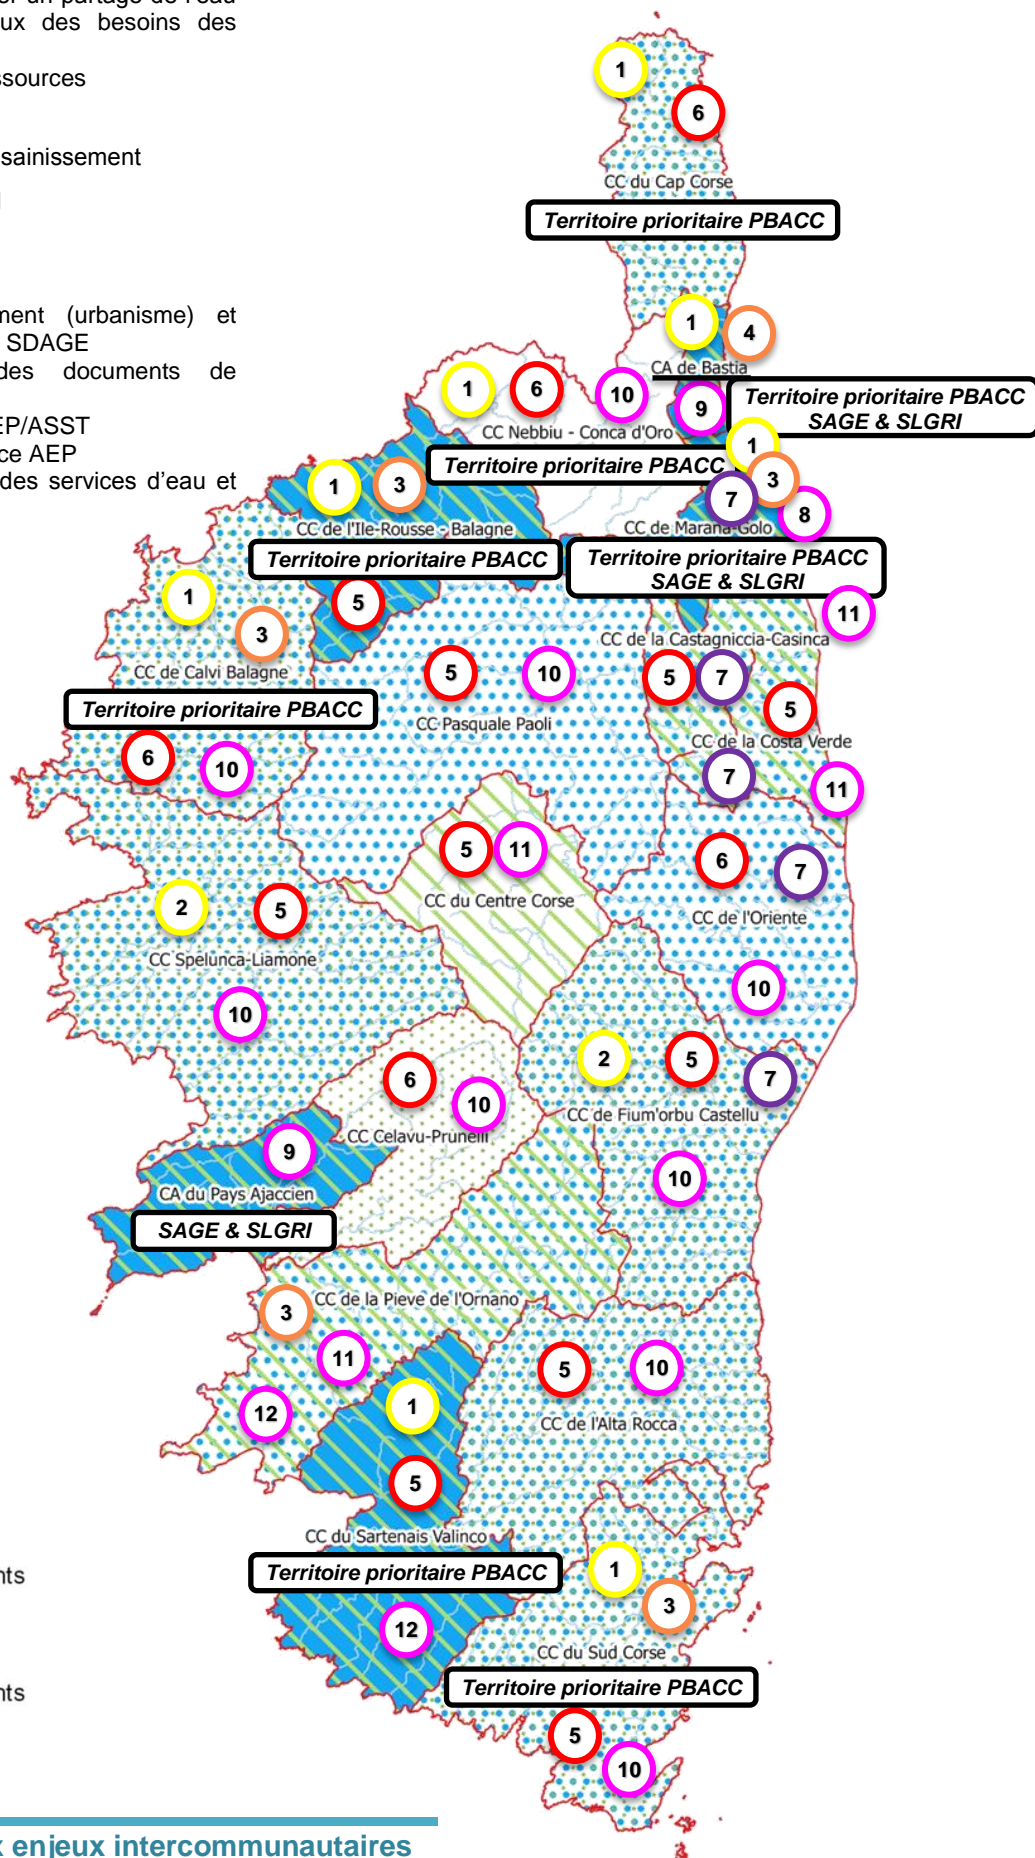 er un partage de l'eau
ux des besoins des
ssources
sainissement
ment (urbanisme) et
SDAGE
des documents de
EP/ASST
ce AEP
des services d'eau et
1
6
CC du Cap Corse
Territoire prioritaire PBACC
1
4
CA de Bastia
1
6
10
9
Territoire prioritaire PBACC
SAGE & SLGRI
CC Nebbiu - Conca d'Oro
1
Territoire prioritaire PBACC
1
3
3
7
8
CC de l'Ile-Rousse - Balagne
CC de Marana-Golo
Territoire prioritaire PBACC
Territoire prioritaire PBACC
SAGE & SLGRI
1
5
11
3
CC de la Castagniccia-Casinca
CC de Calvi Balagne
5
10
5
7
Territoire prioritaire PBACC
CC Pasquale Paoli
5
CC de la Costa Verde
6
10
7
11
5
11
6
7
CC du Centre Corse
2
5
CC de l'Oriente
CC Spelunca-Liamone
10
10
2
5
6
7
10
CC de Fium'orbu Castellu
CC Celavu-Prunelli
9
10
CA du Pays Ajaccien
SAGE & SLGRI
CC de la Pieve de l'Ornano
3
11
5
10
12
1
CC de l'Alta Rocca
5
CC du Sartenais Valinco
Territoire prioritaire PBACC
1
3
12
CC du Sud Corse
Territoire prioritaire PBACC
5
10
nts
nts
x enjeux intercommunautaires